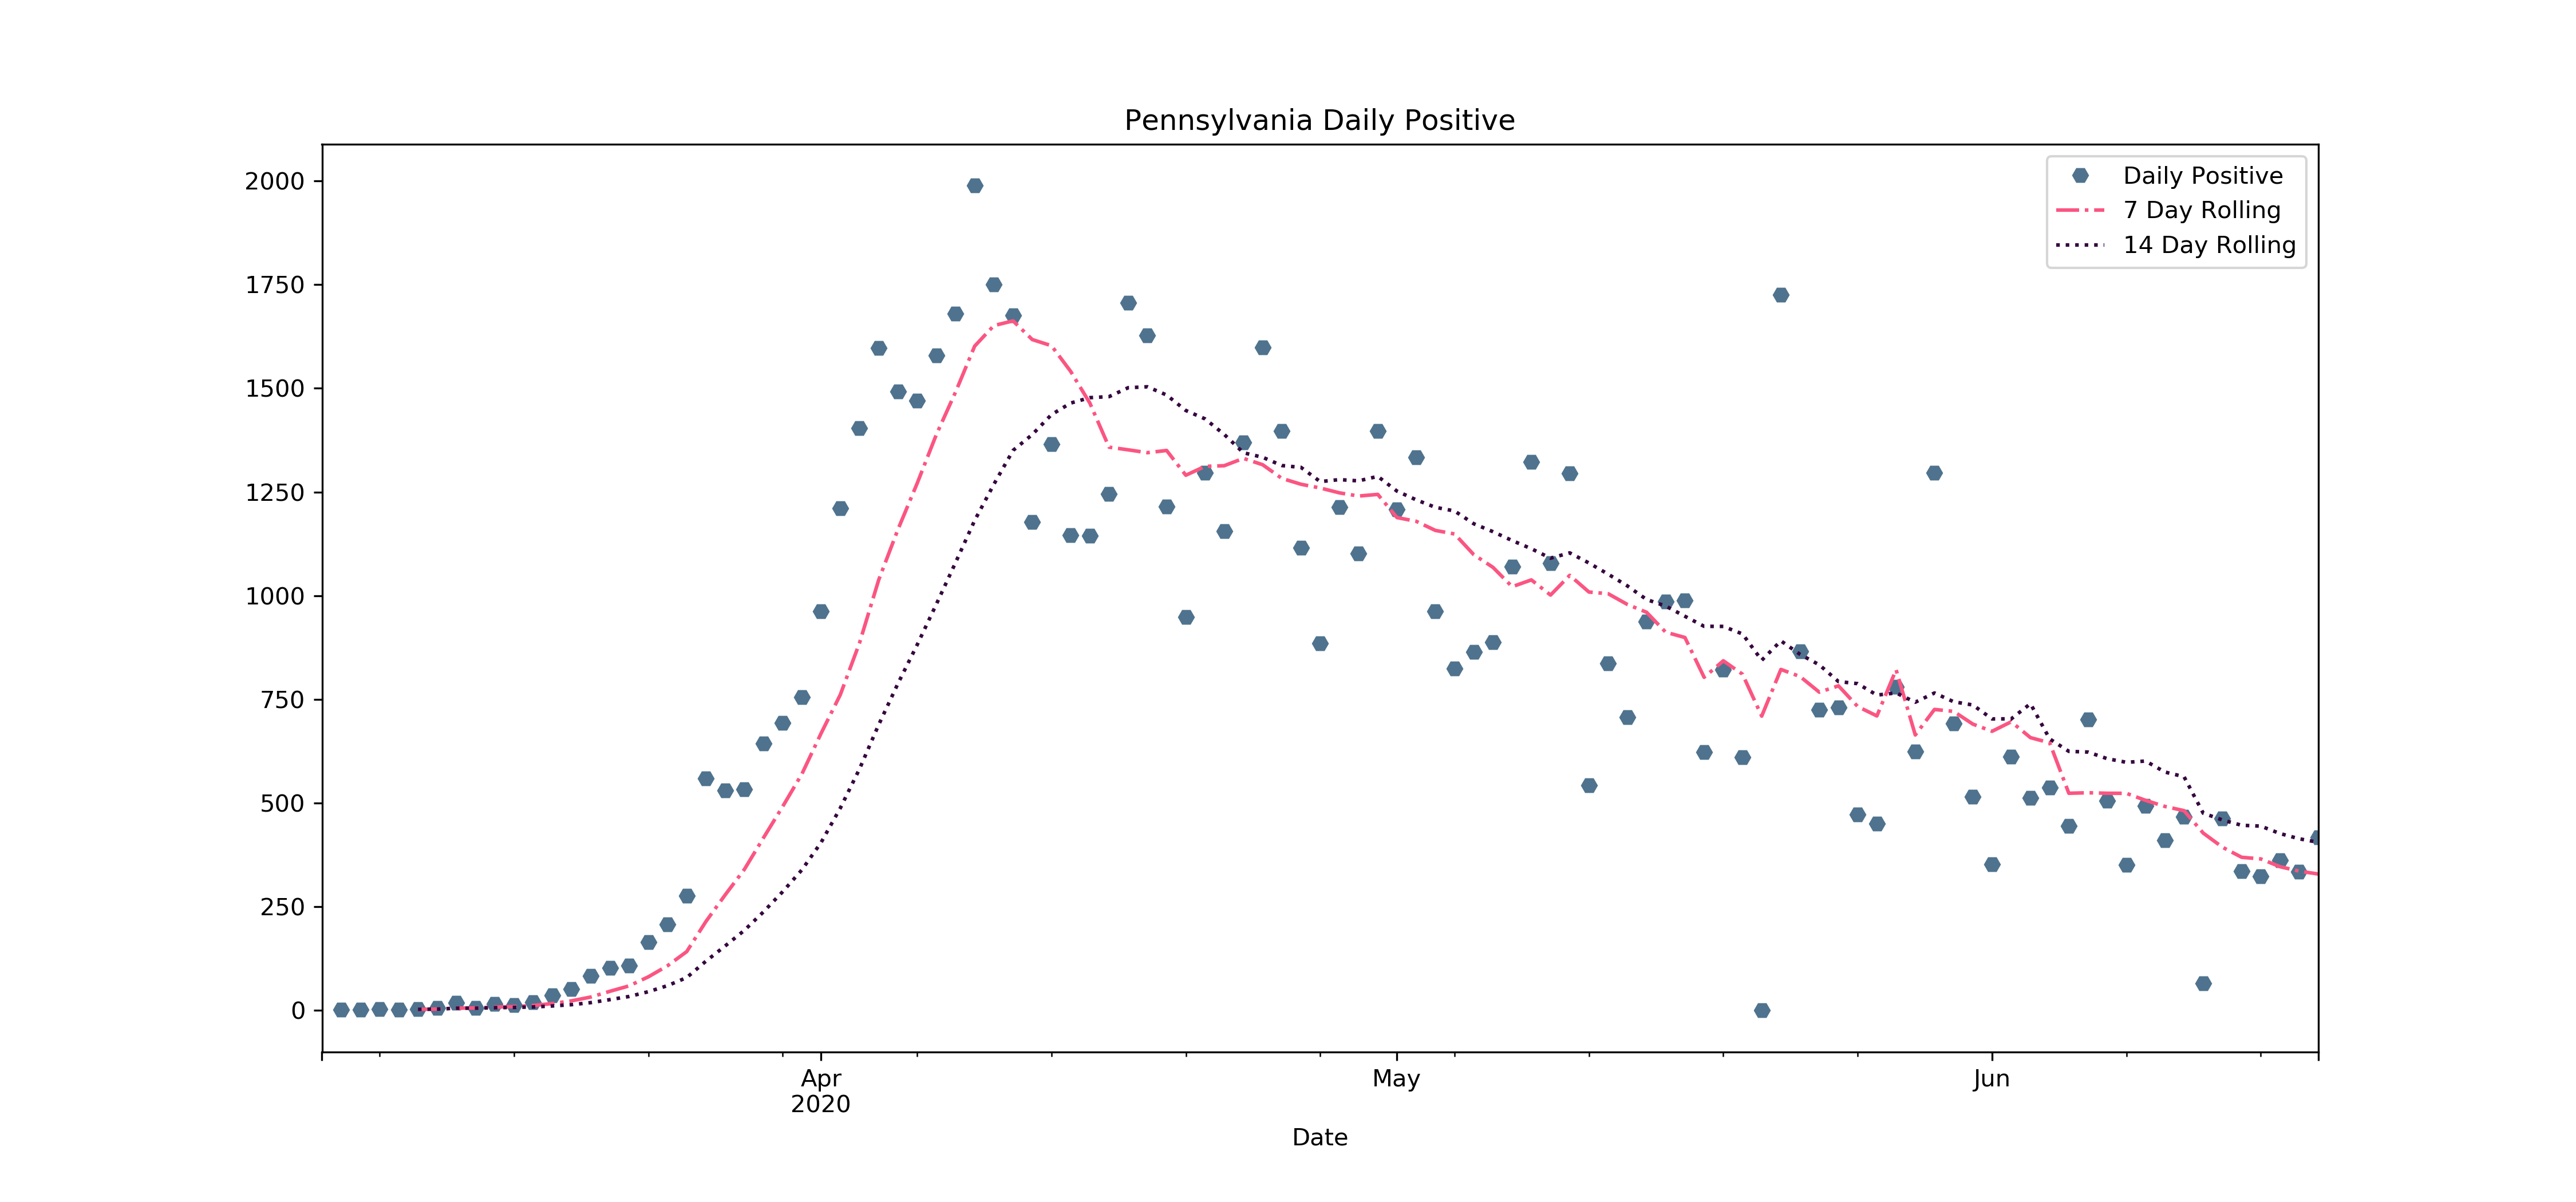 Pennsylvania Daily Positive
2000
1750
1500
1250
1000
750
500
250
0
Daily Positive
7 Day Rolling
14 Day Rolling
Apr
2020
May
Jun
Date